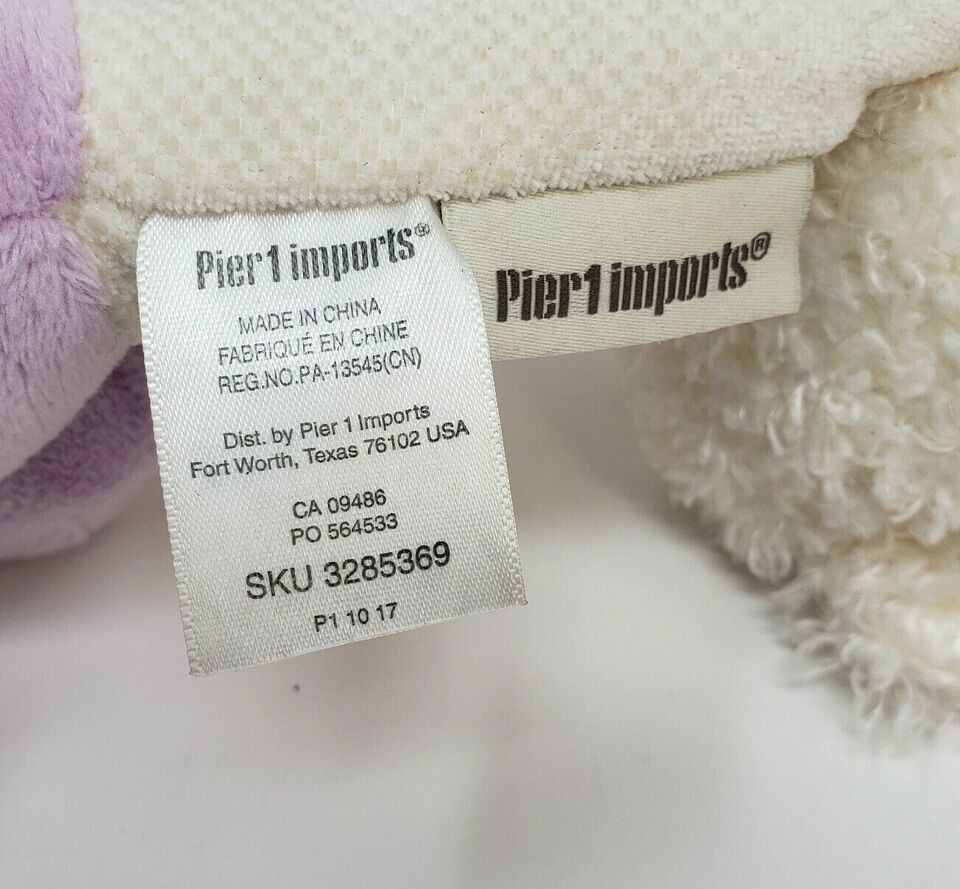 Pier1 imports®
MADE IN CHINA
FABRIQUÉ EN CHINE
REG.NO.PA-13545(CN)
Dist. by Pier 1 Imports
Fort Worth, Texas 76102 USA
CA 09486
PO 564533
SKU 3285369
P1 10 17
Pier1 imports®